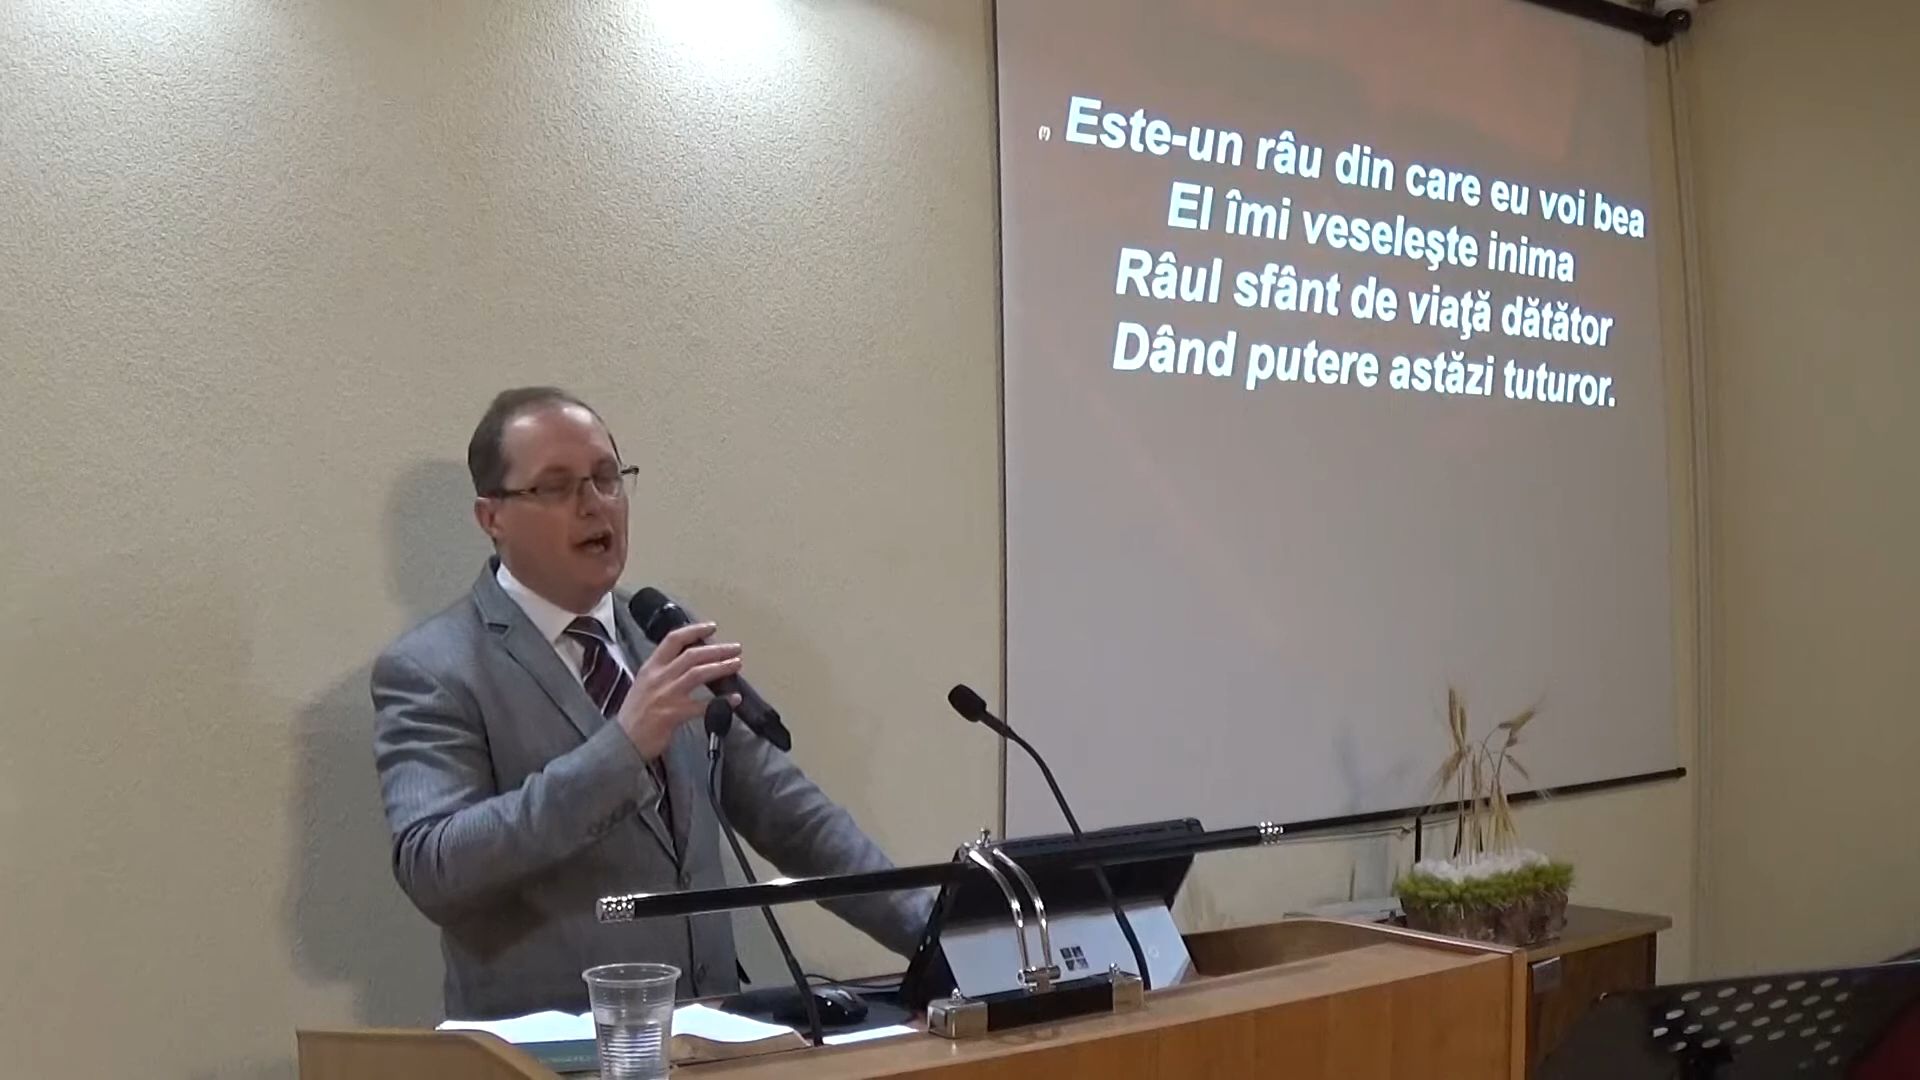 Este-un râu din care eu voi bea
El îmi veseleşte inima
Râul sfânt de viaţă dătător
Dând putere astăzi tuturor.